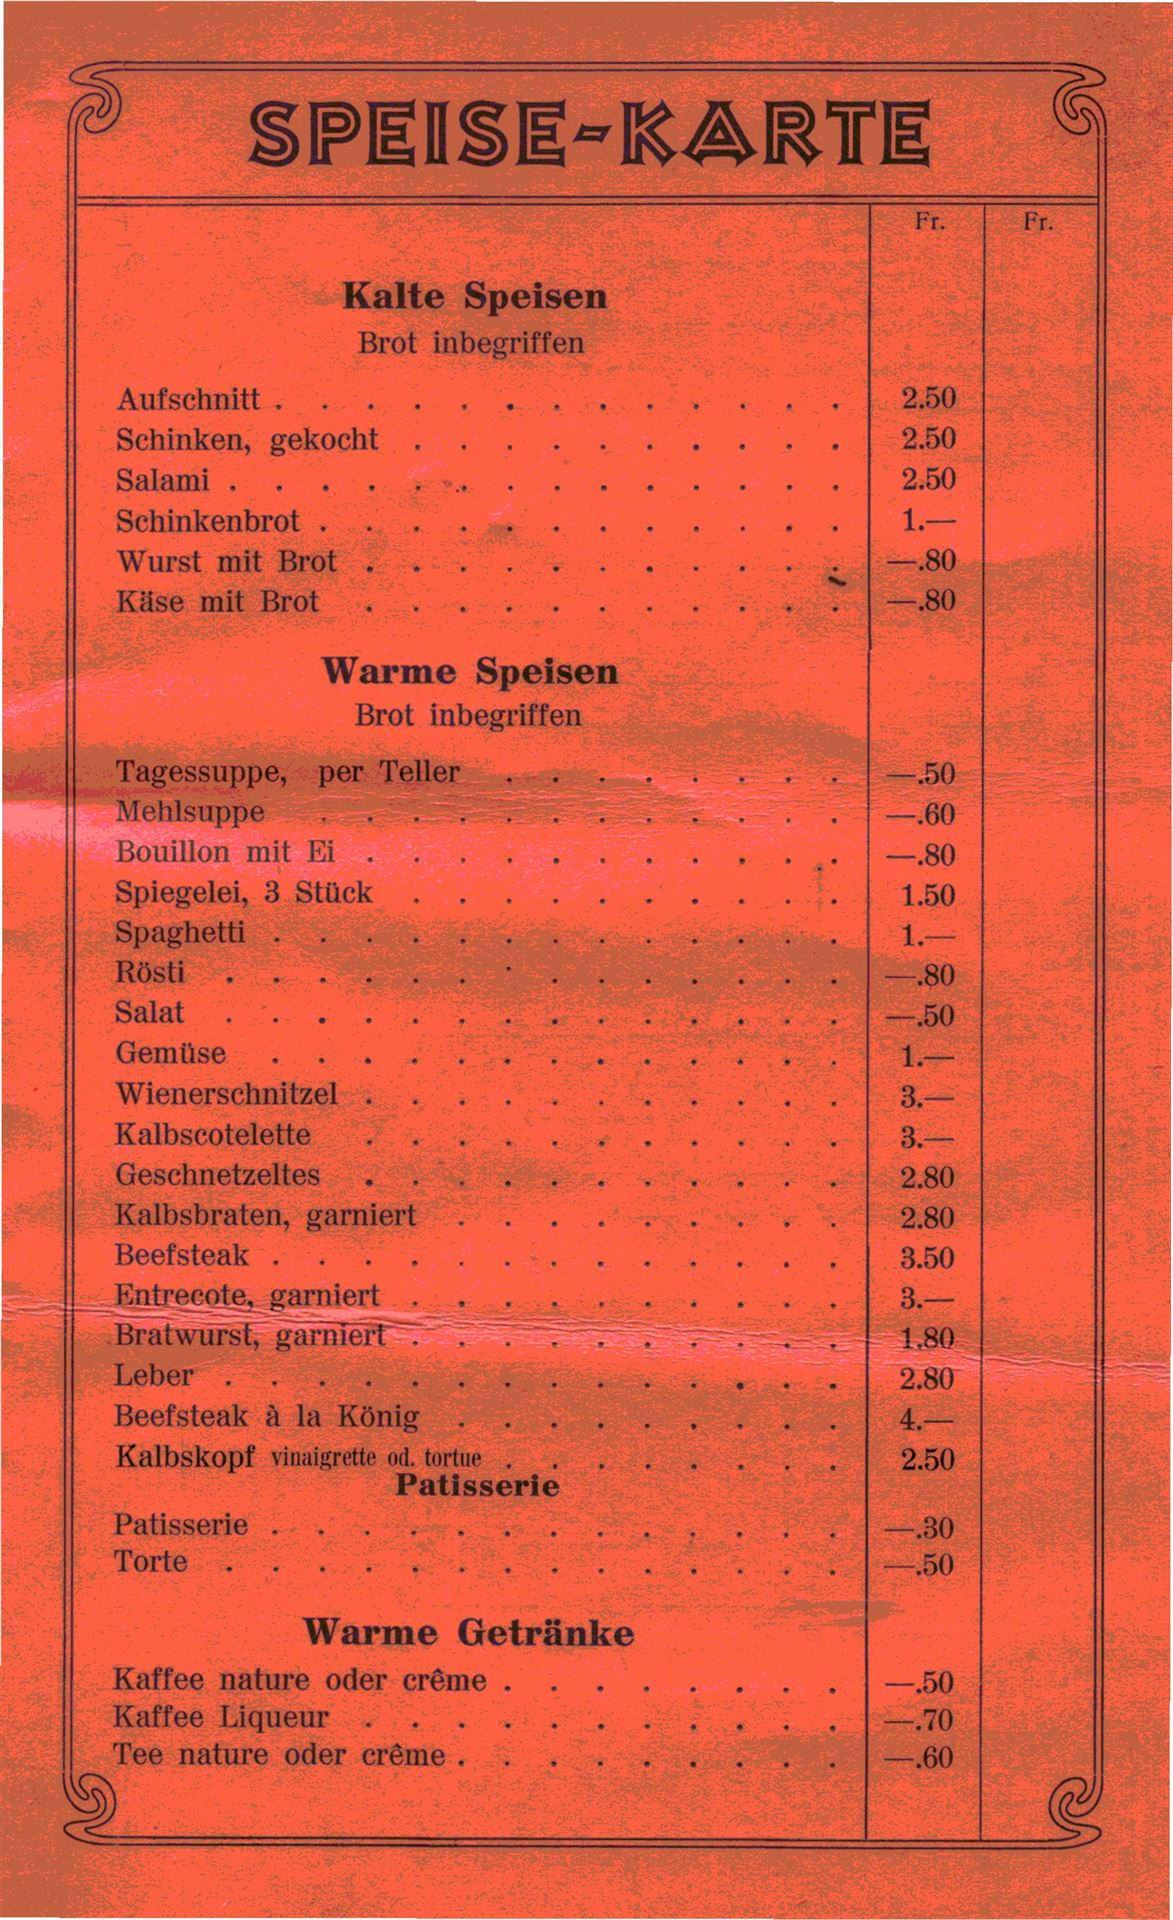 SPEISE-KARTE
Fr. Fr.
Kalte Speisen
Brot inbegriffen
Aufschnitt . . . . . . . . . . . . . 2.50
Schinken, gekocht . . . . . . . . . . 2.50
Salami . . . . . . . . . . . . . . 2.50
Schinkenbrot . . . . . . . . . . . . 1.—
Wurst mit Brot . . . . . . . . . . . —.80
Käse mit Brot . . . . . . . . . . . —.80
Warme Speisen
Brot inbegriffen
Tagessuppe, per Teller . . . . . . . . —.50
Mehlsuppe . . . . . . . . . . . . —.60
Bouillon mit Ei . . . . . . . . . . . —.80
Spiegelei, 3 Stück . . . . . . . . . . 1.50
Spaghetti . . . . . . . . . . . . . 1.—
Rösti . . . . . . . . . . . . . . —.80
Salat . . . . . . . . . . . . . . —.50
Gemüse . . . . . . . . . . . . . 1.—
Wienerschnitzel . . . . . . . . . . . 3.—
Kalbscotelette . . . . . . . . . . . 3.—
Geschnetzeltes . . . . . . . . . . . 2.80
Kalbsbraten, garniert . . . . . . . . . 2.80
Beefsteak . . . . . . . . . . . . . 3.50
Entrecote, garniert . . . . . . . . . . 3.—
Bratwurst, garniert . . . . . . . . . . 1.80
Leber . . . . . . . . . . . . . . 2.80
Beefsteak à la König . . . . . . . . . 4.—
Kalbskopf vinaigrette od. tortue . . . . . . . . 2.50
Patisserie
Patisserie . . . . . . . . . . . . . —.30
Torte . . . . . . . . . . . . . . —.50
Warme Getränke
Kaffee nature oder crême . . . . . . . . —.50
Kaffee Liqueur . . . . . . . . . . . —.70
Tee nature oder crême . . . . . . . . . —.60